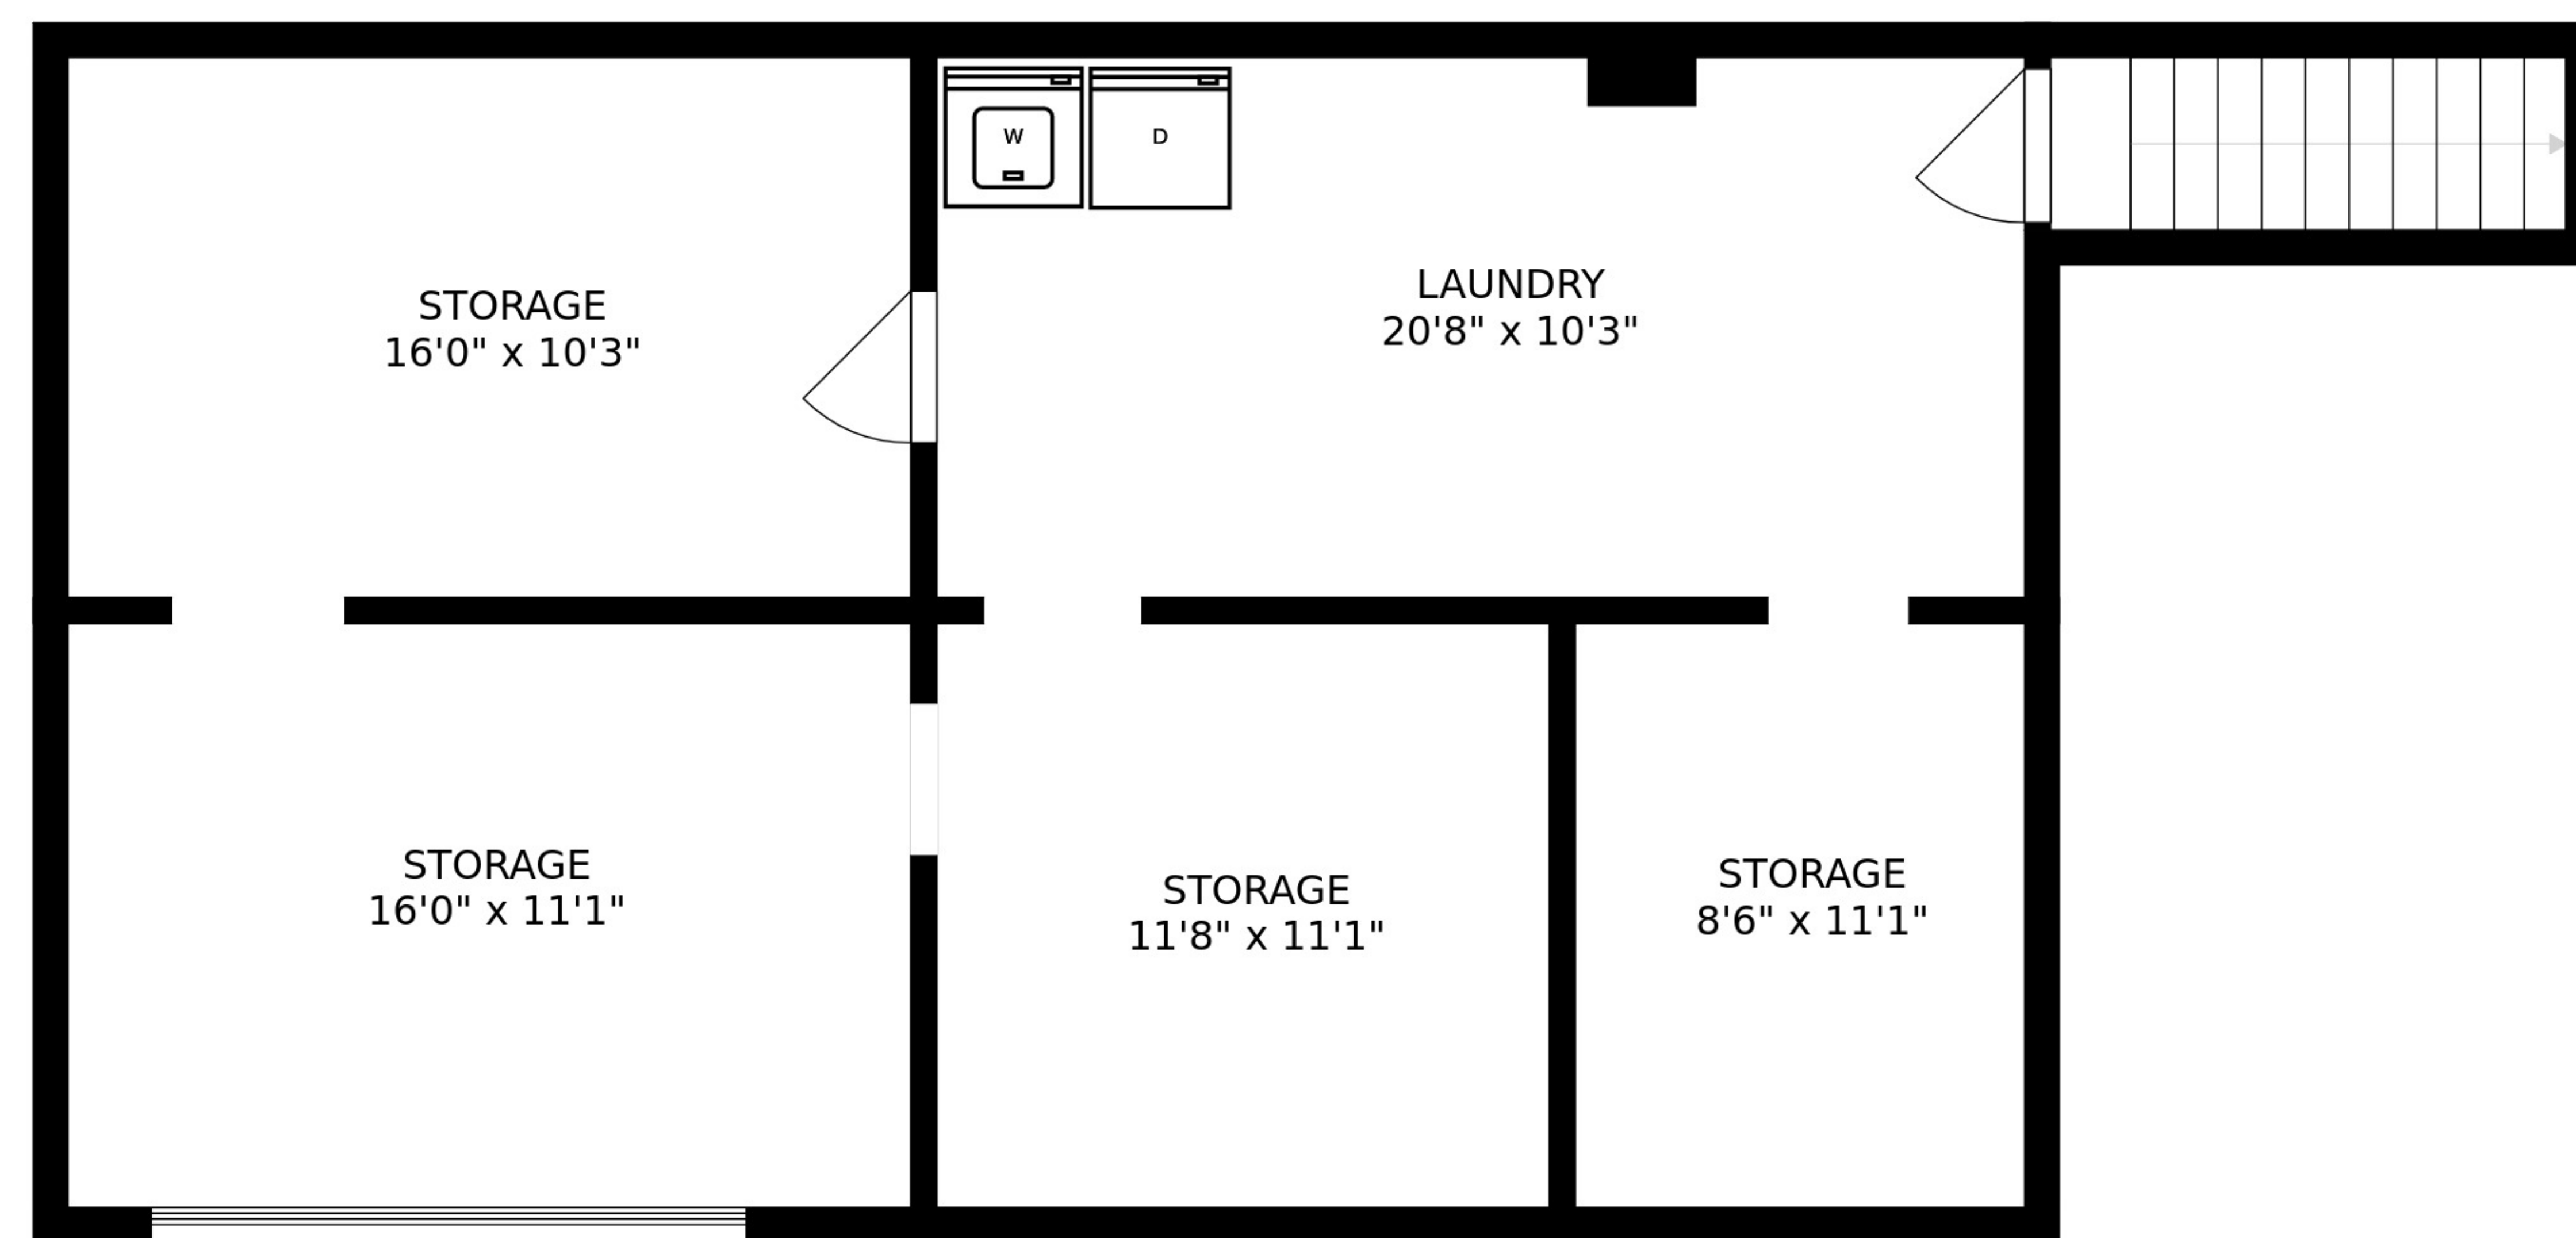 W
D
STORAGE
16'0" x 10'3"
LAUNDRY
20'8" x 10'3"
STORAGE
16'0" x 11'1"
STORAGE
11'8" x 11'1"
STORAGE
8'6" x 11'1"